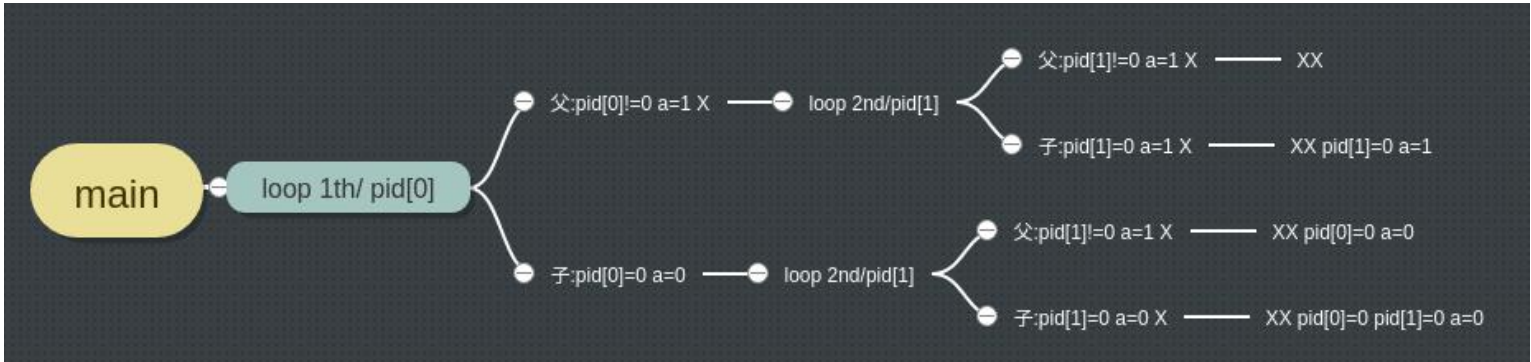 main
loop 1th/ pid[0]
父:pid[0]!=0 a=1 X
loop 2nd/pid[1]
父:pid[1]!=0 a=1 X
XX
子:pid[1]=0 a=1 X
XX pid[1]=0 a=1
子:pid[0]=0 a=0
loop 2nd/pid[1]
父:pid[1]!=0 a=1 X
XX pid[0]=0 a=0
子:pid[1]=0 a=0 X
XX pid[0]=0 pid[1]=0 a=0